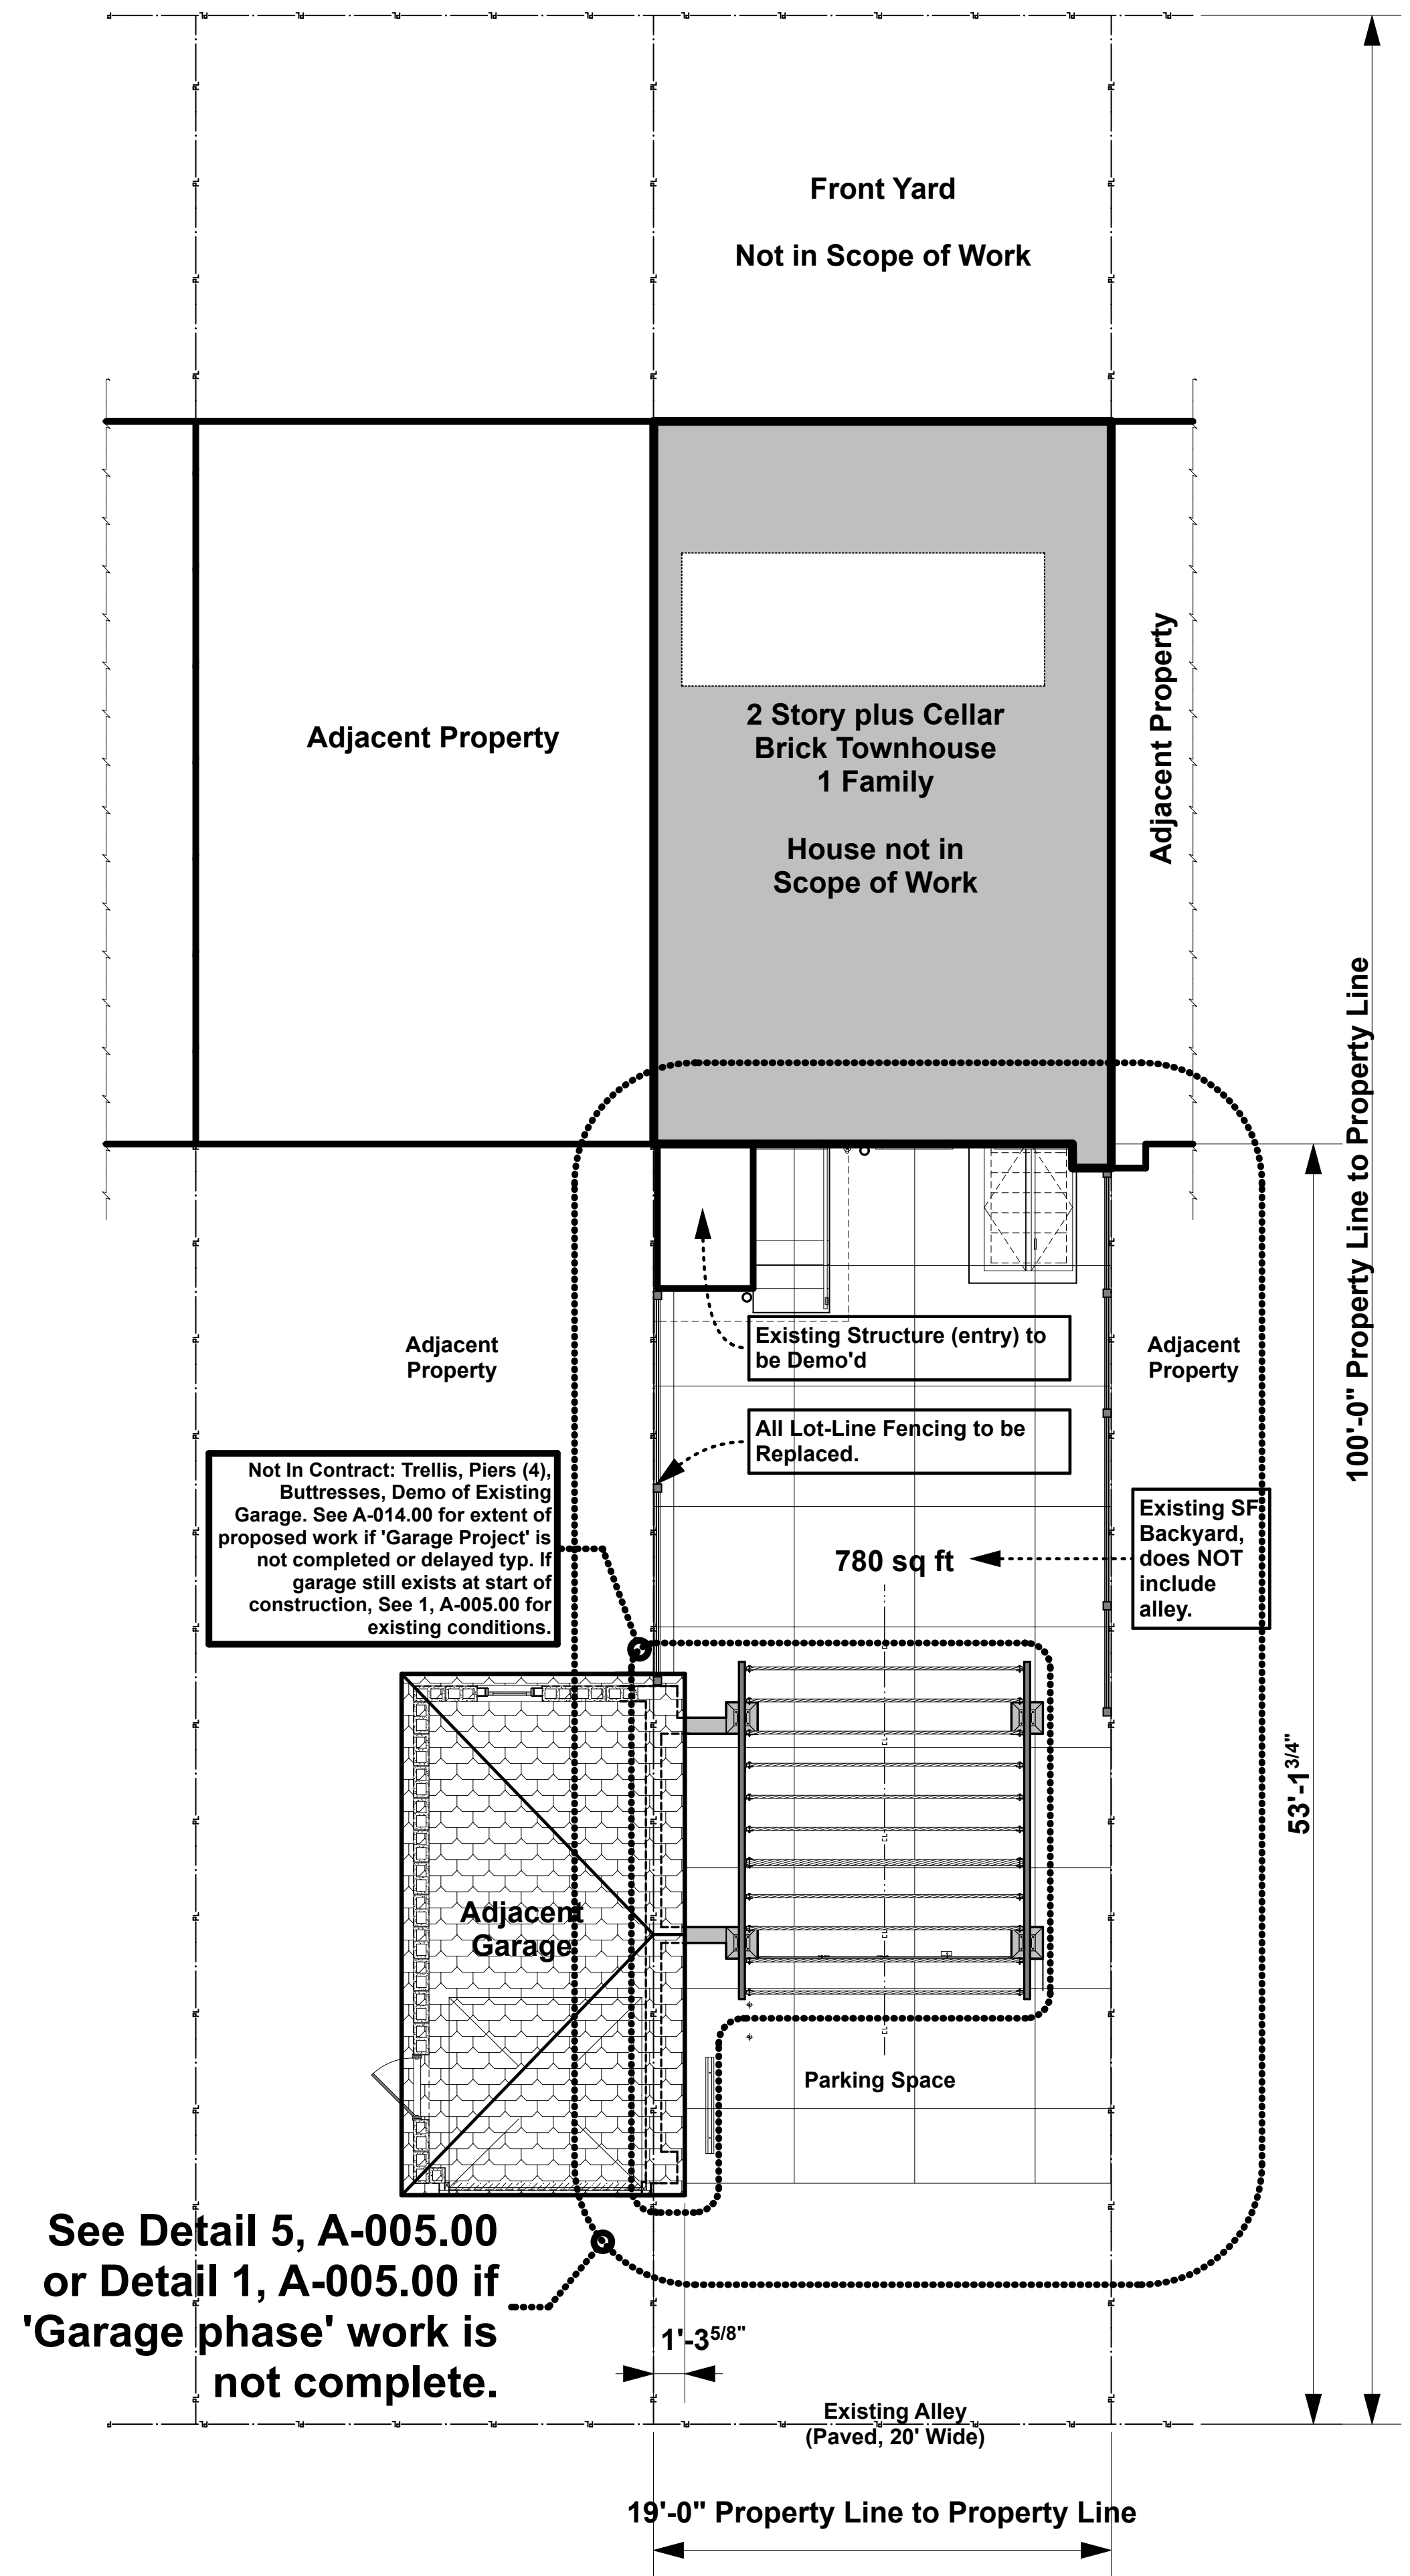 Front Yard
Not in Scope of Work
Adjacent Property
2 Story plus Cellar
Brick Townhouse
1 Family
House not in
Scope of Work
Adjacent Property
100'-0" Property Line to Property Line
Existing Structure (entry) to
be Demo'd
Adjacent
Property
Adjacent
Property
All Lot-Line Fencing to be
Replaced.
Not In Contract: Trellis, Piers (4),
Buttresses, Demo of Existing
Garage. See A-014.00 for extent of
proposed work if 'Garage Project' is
not completed or delayed typ. If
garage still exists at start of
construction, See 1, A-005.00 for
existing conditions.
780 sq ft
Existing SF
Backyard,
does NOT
include
alley.
53'-1 3/4"
Adjacent
Garage
Parking Space
See Detail 5, A-005.00
or Detail 1, A-005.00 if
'Garage phase' work is
not complete.
1'-3 5/8"
Existing Alley
(Paved, 20' Wide)
19'-0" Property Line to Property Line